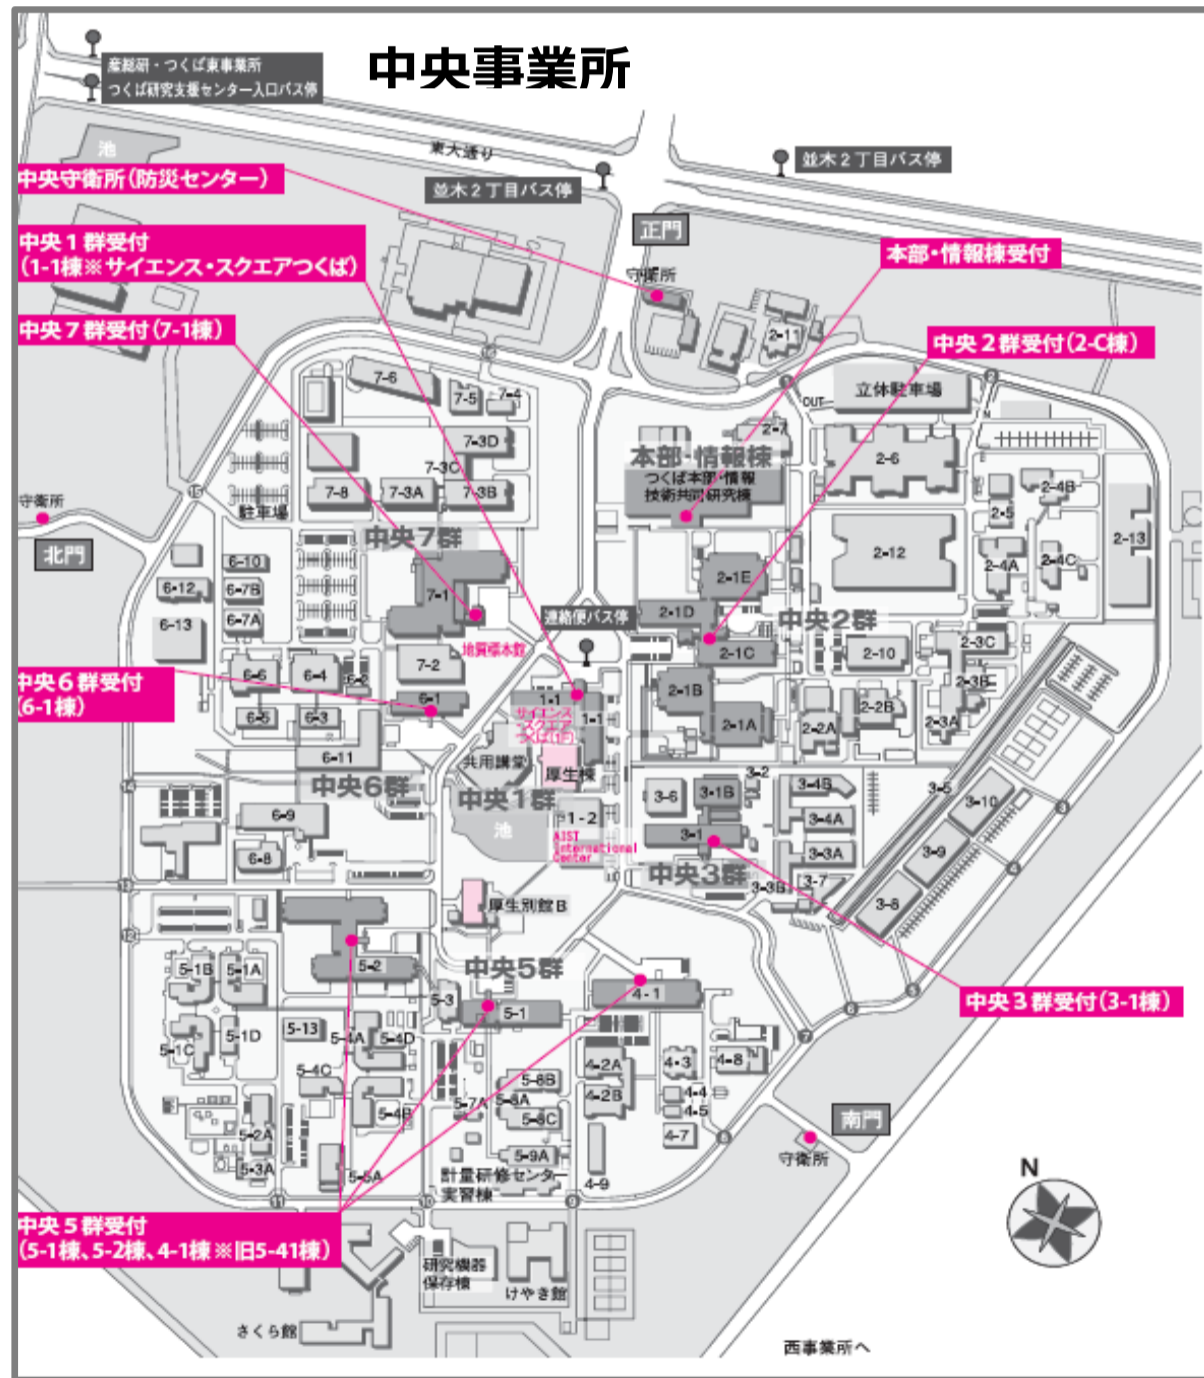 中央事業所
産総研・つくば東事業所
つくば研究支援センター入口バス停
池
東大通り
並木２丁目バス停
並木２丁目バス停
中央守衛所(防災センター)
正門
守衛所
中央１群受付
(1-1棟※サイエンス・スクエアつくば)
本部・情報棟受付
中央７群受付(7-1棟)
中央２群受付(2-C棟)
2-11
立体駐車場
OUT
IN
7-6
7-5
7-4
7-3D
7-3C
7-8
7-3A
7-3B
駐車場
守衛所
北門
中央7群
2-7
本部・情報棟
つくば本部・情報
技術共同研究棟
2-6
2-4B
2-5
2-13
2-12
2-4A
2-4C
6-10
6-12
6-7B
6-7A
6-13
7-1
地質標本館
連絡便バス停
2-1E
2-1D
2-1C
中央2群
2-3C
2-10
2-3B
7-2
6-6
6-4
6-2
6-1
中央６群受付
(6-1棟)
6-5
6-3
6-11
1-1
サイエンス
・スクエア
つくば(1F)
1-1
2-1B
2-1A
2-2A
2-2B
2-3A
共用講堂
厚生棟
中央6群
中央1群
池
1-2
AIST
International
Center
6-9
6-8
3-2
3-6
3-1B
3-1
3-4B
3-4A
3-3A
3-5
3-10
3-9
3-8
中央3群
3-3B
3-7
厚生別館B
5-2
中央5群
5-1B
5-1A
5-3
5-1
4-1
中央３群受付(3-1棟)
5-1C
5-1D
5-13
5-4A
5-4D
5-4C
5-4B
5-7A
5-8B
5-8A
5-8C
5-9A
4-2A
4-2B
4-3
4-8
4-4
4-5
4-7
4-9
5-2A
5-3A
5-5A
計量研修センター
実習棟
南門
守衛所
N
中央５群受付
(5-1棟、5-2棟、4-1棟※旧5-41棟)
研究機器
保存棟
けやき館
さくら館
西事業所へ